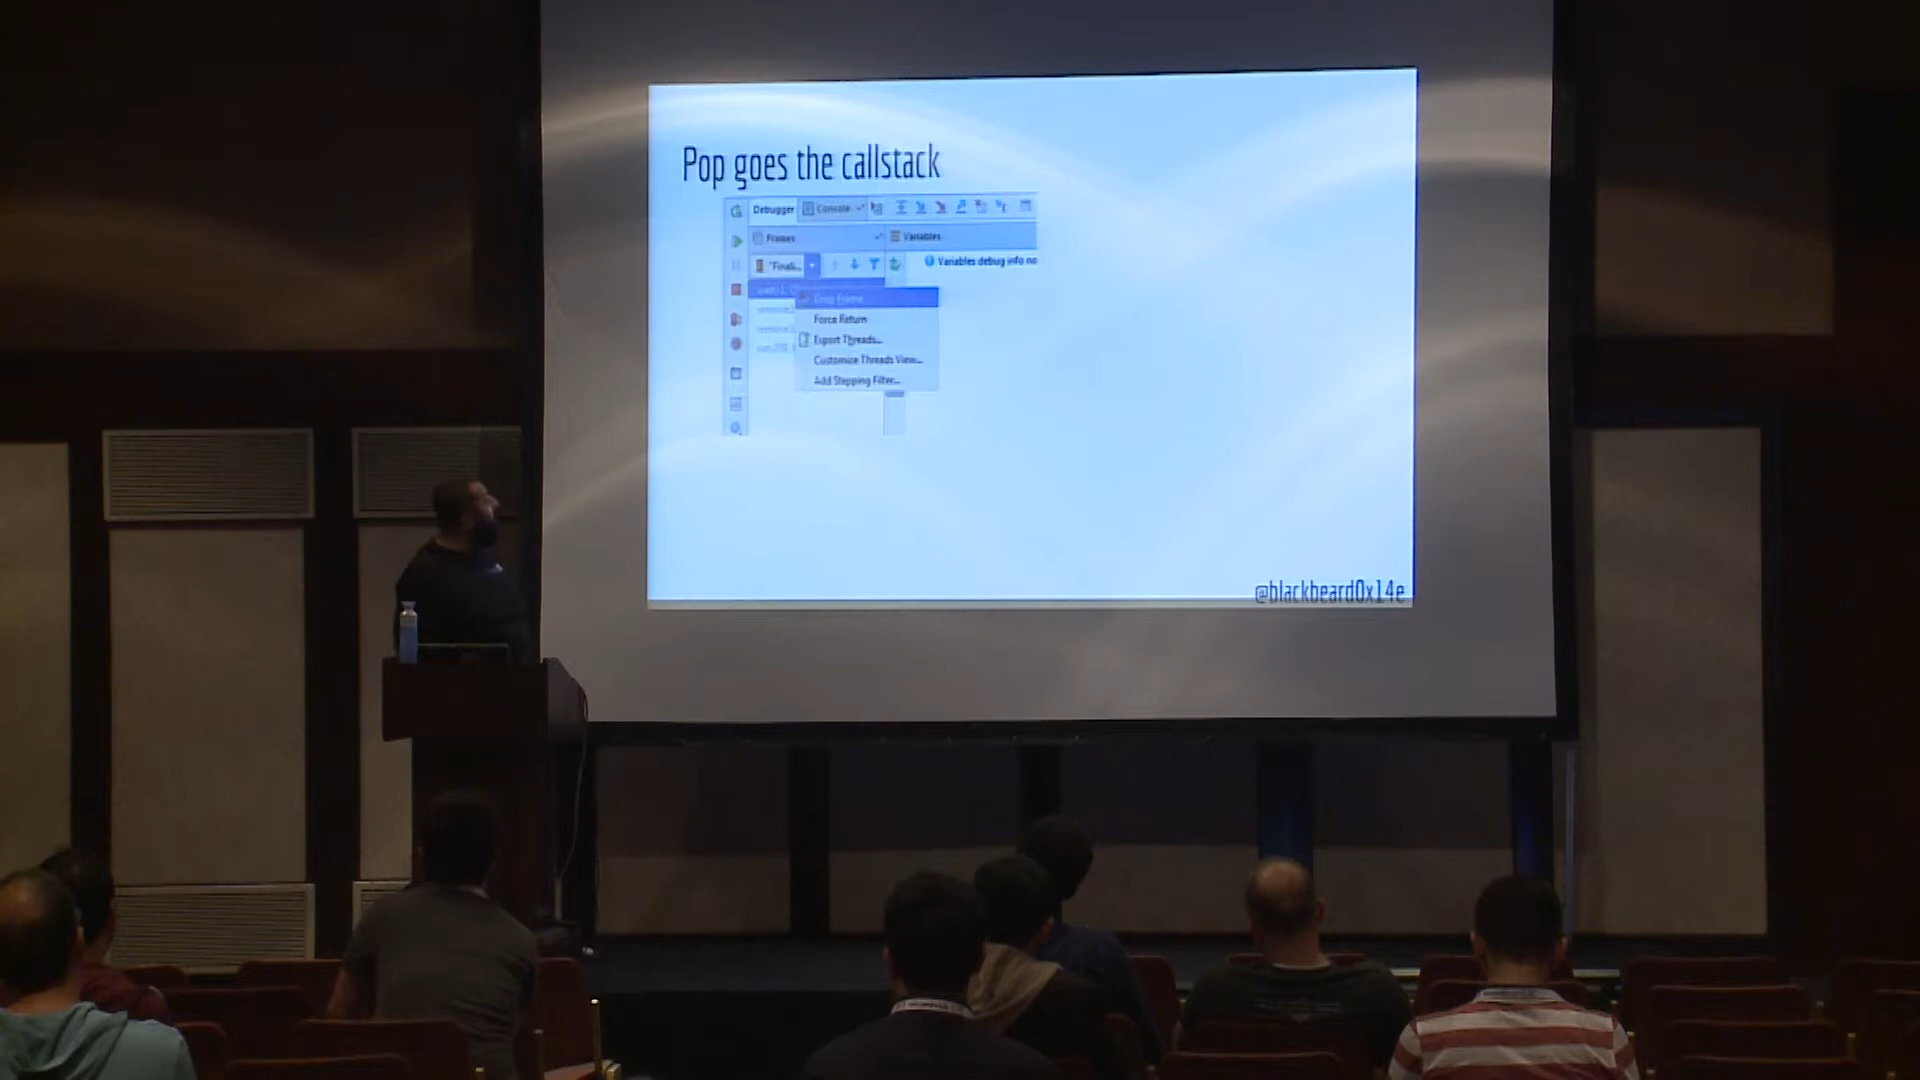 Pop goes the callstack
Debugger Console
Frames Variables
"Finali...
Variables debug info no
Drop Frame
Force Return
Export Threads...
Customize Threads View...
Add Stepping Filter...
@blackbeard0x14e